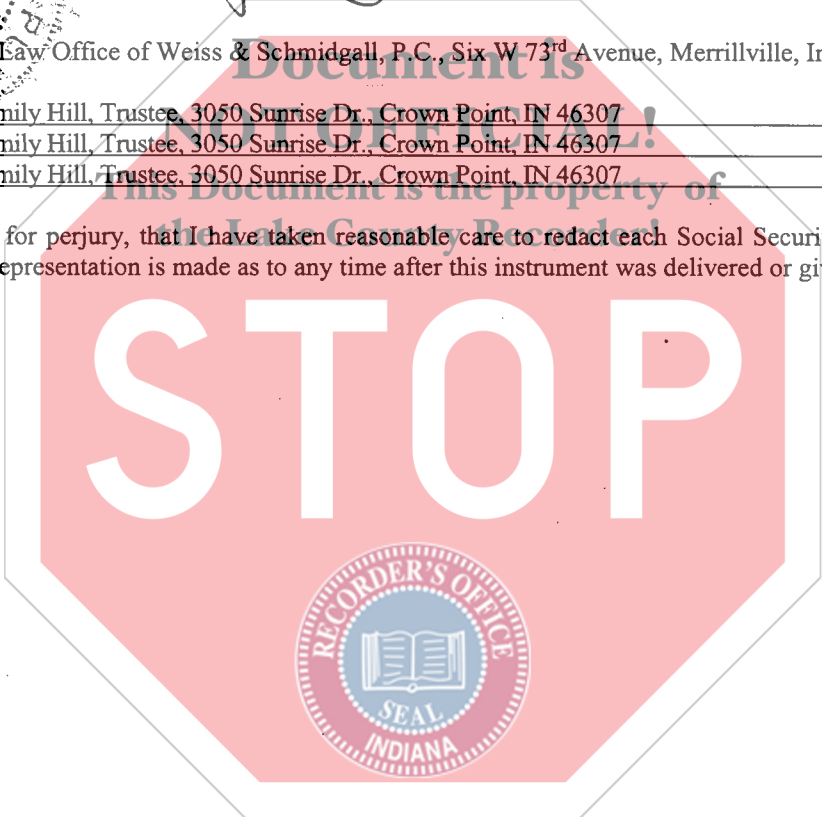 Law Office of Weiss & Schmidgall, P.C., Six W 73rd Avenue, Merrillville, In
Document is
mily Hill, Trustee, 3050 Sunrise Dr., Crown Point, IN 46307
NOT OFFICIAL!
mily Hill, Trustee, 3050 Sunrise Dr., Crown Point, IN 46307
mily Hill, Trustee, 3050 Sunrise Dr., Crown Point, IN 46307
This Document is the property of
for perjury, that I have taken reasonable care to redact each Social Securi
the Lake County Recorder!
epresentation is made as to any time after this instrument was delivered or gi
STOP
RECORDER'S OFFICE
SEAL
INDIANA